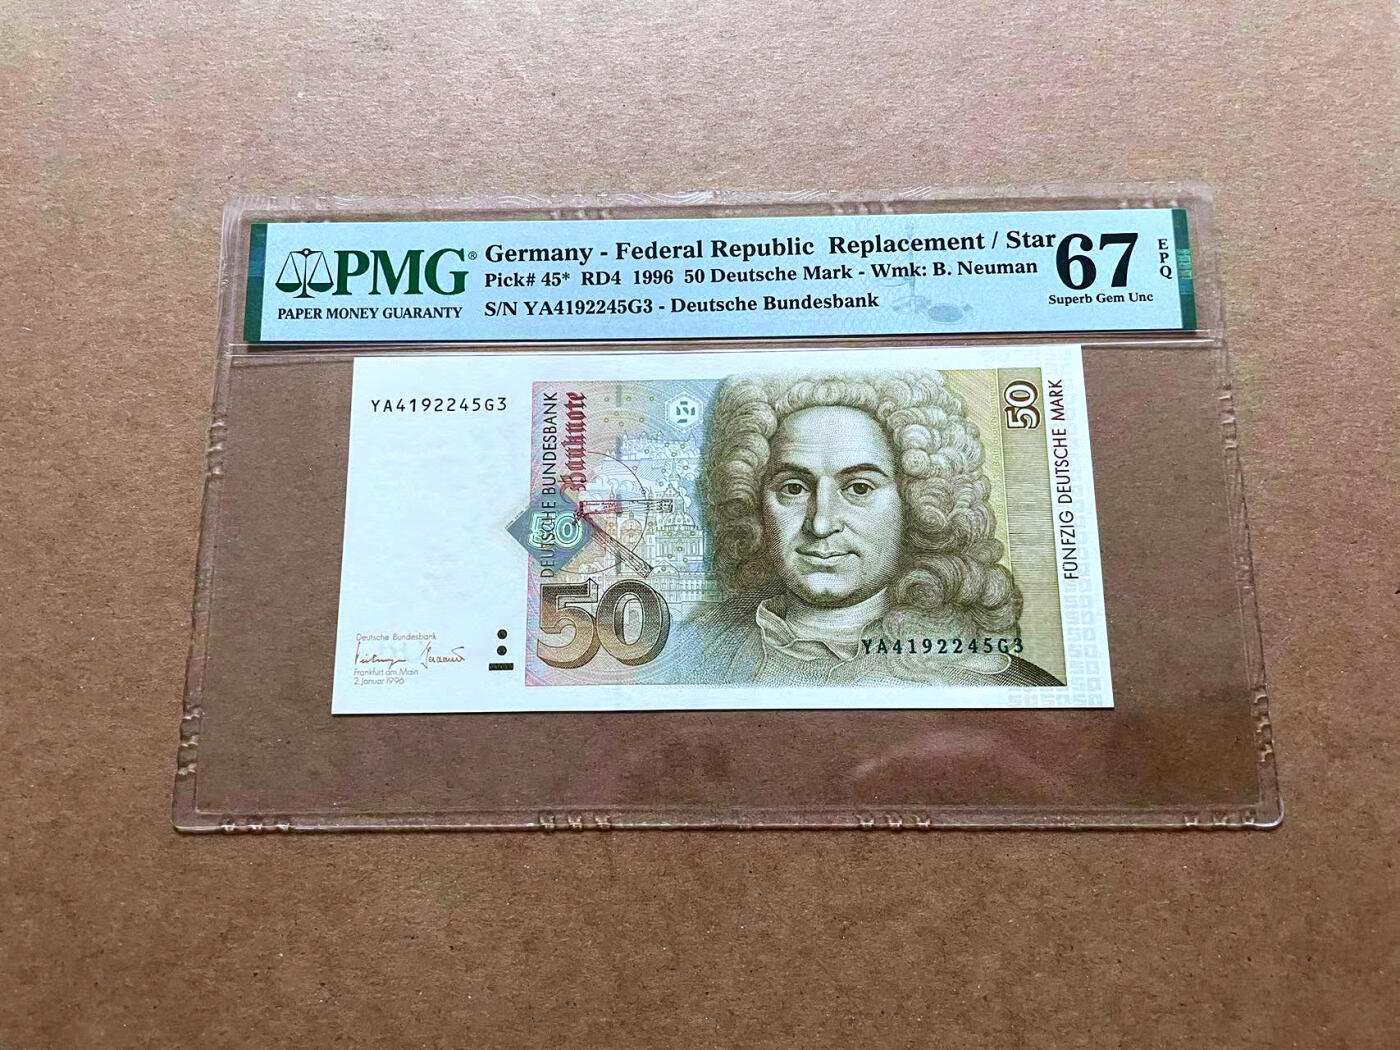 PMG®
PAPER MONEY GUARANTY
Germany - Federal Republic Replacement / Star
Pick# 45* RD4 1996 50 Deutsche Mark - Wmk: B. Neuman
S/N YA4192245G3 - Deutsche Bundesbank
67
EPQ
Superb Gem Unc
YA4192245G3
DEUTSCHE BUNDESBANK
Banknote
50
50
50
FÜNFZIG DEUTSCHE MARK
YA4192245G3
Deutsche Bundesbank
Frankfurt am Main
2. Januar 1996